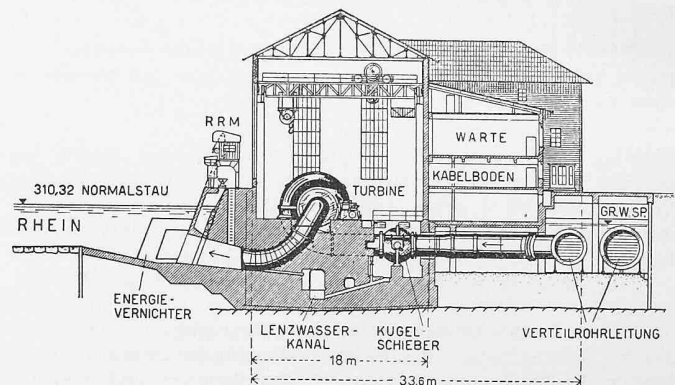 RRM
WARTE
310,32 NORMALSTAU
TURBINE
KABELBODEN
RHEIN
GR.W.SP.
ENERGIE-
VERNICHTER
LENZWASSER-
KANAL
KUGEL-
SCHIEBER
VERTEILROHRLEITUNG
18 m
33,6 m